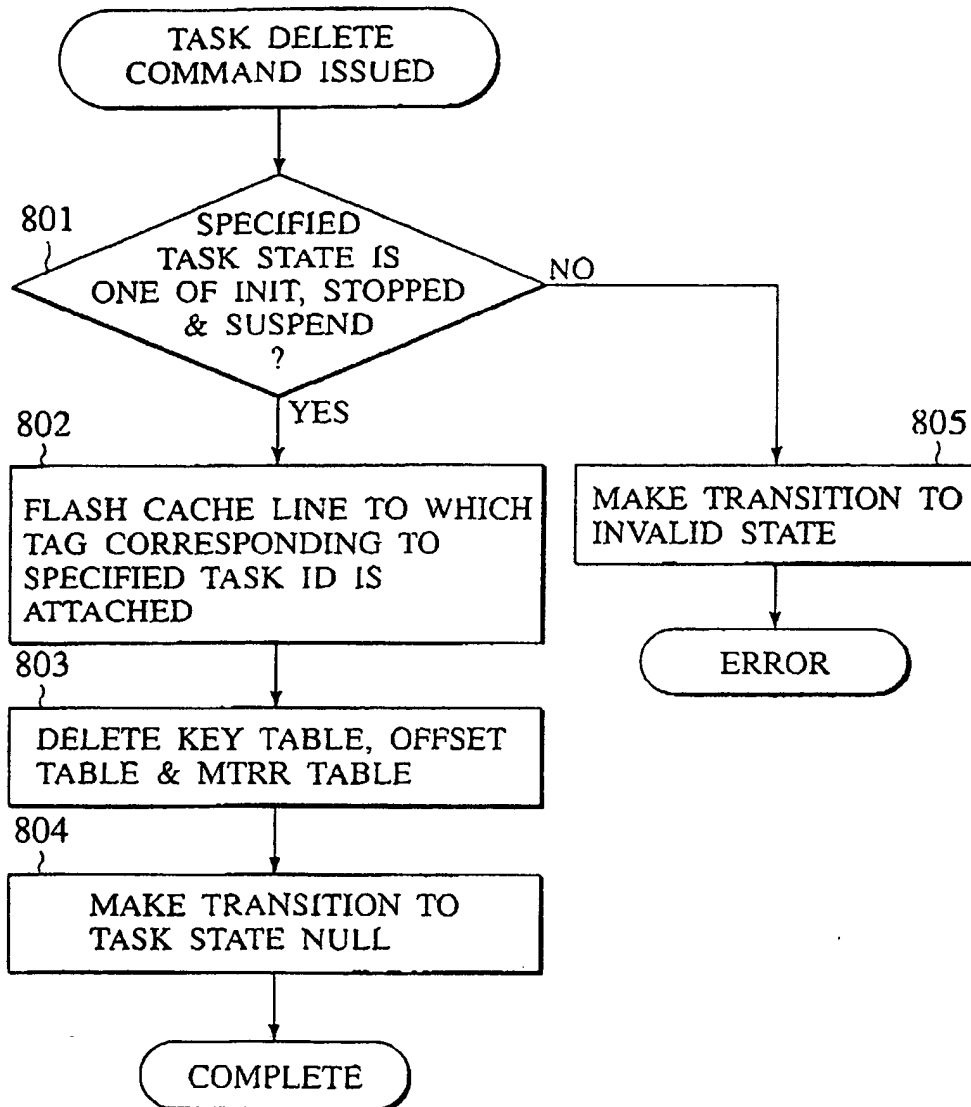 TASK DELETE
COMMAND ISSUED
801
SPECIFIED
TASK STATE IS
ONE OF INIT, STOPPED
& SUSPEND
?
NO
YES
802
FLASH CACHE LINE TO WHICH
TAG CORRESPONDING TO
SPECIFIED TASK ID IS
ATTACHED
805
MAKE TRANSITION TO
INVALID STATE
ERROR
803
DELETE KEY TABLE, OFFSET
TABLE & MTRR TABLE
804
MAKE TRANSITION TO
TASK STATE NULL
COMPLETE